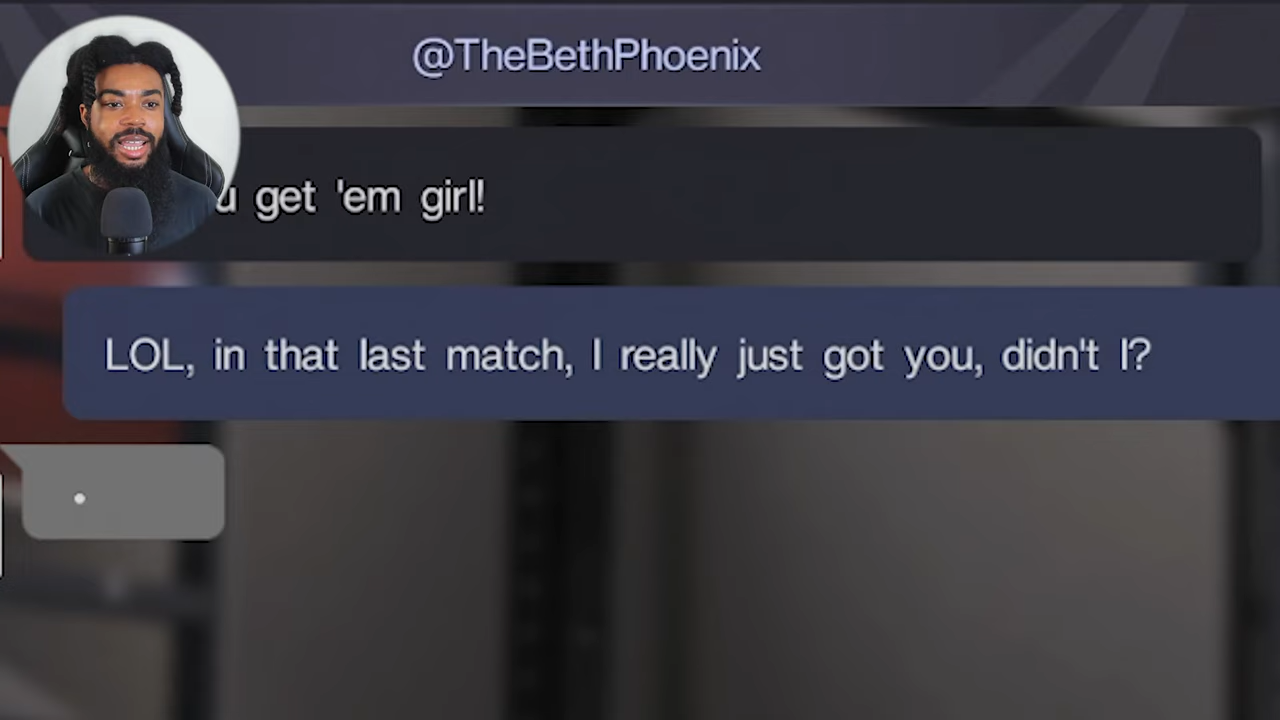 @TheBethPhoenix
get 'em girl!
LOL, in that last match, I really just got you, didn't I?